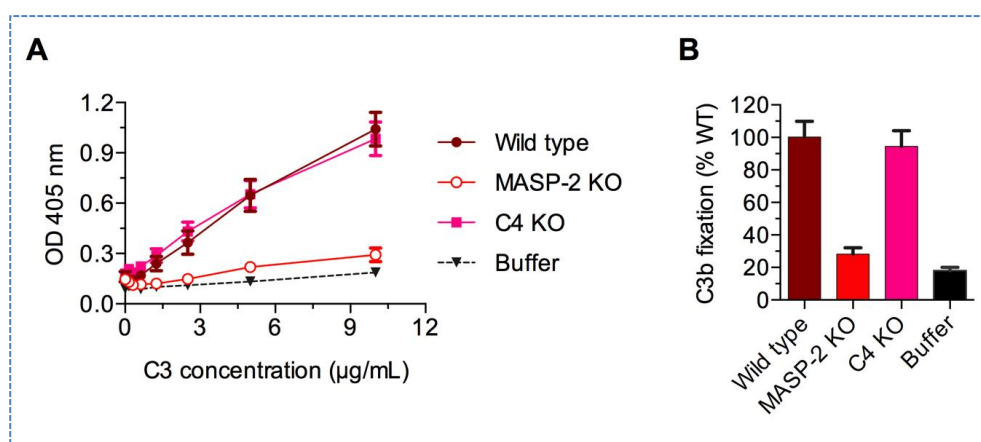 A
1.2
0.9
0.6
0.3
0.0
OD 405 nm
0 3 6 9 12
C3 concentration (µg/mL)
Wild type
MASP-2 KO
C4 KO
Buffer
B
120
100
80
60
40
20
0
C3b fixation (% WT)
Wild type
MASP-2 KO
C4 KO
Buffer